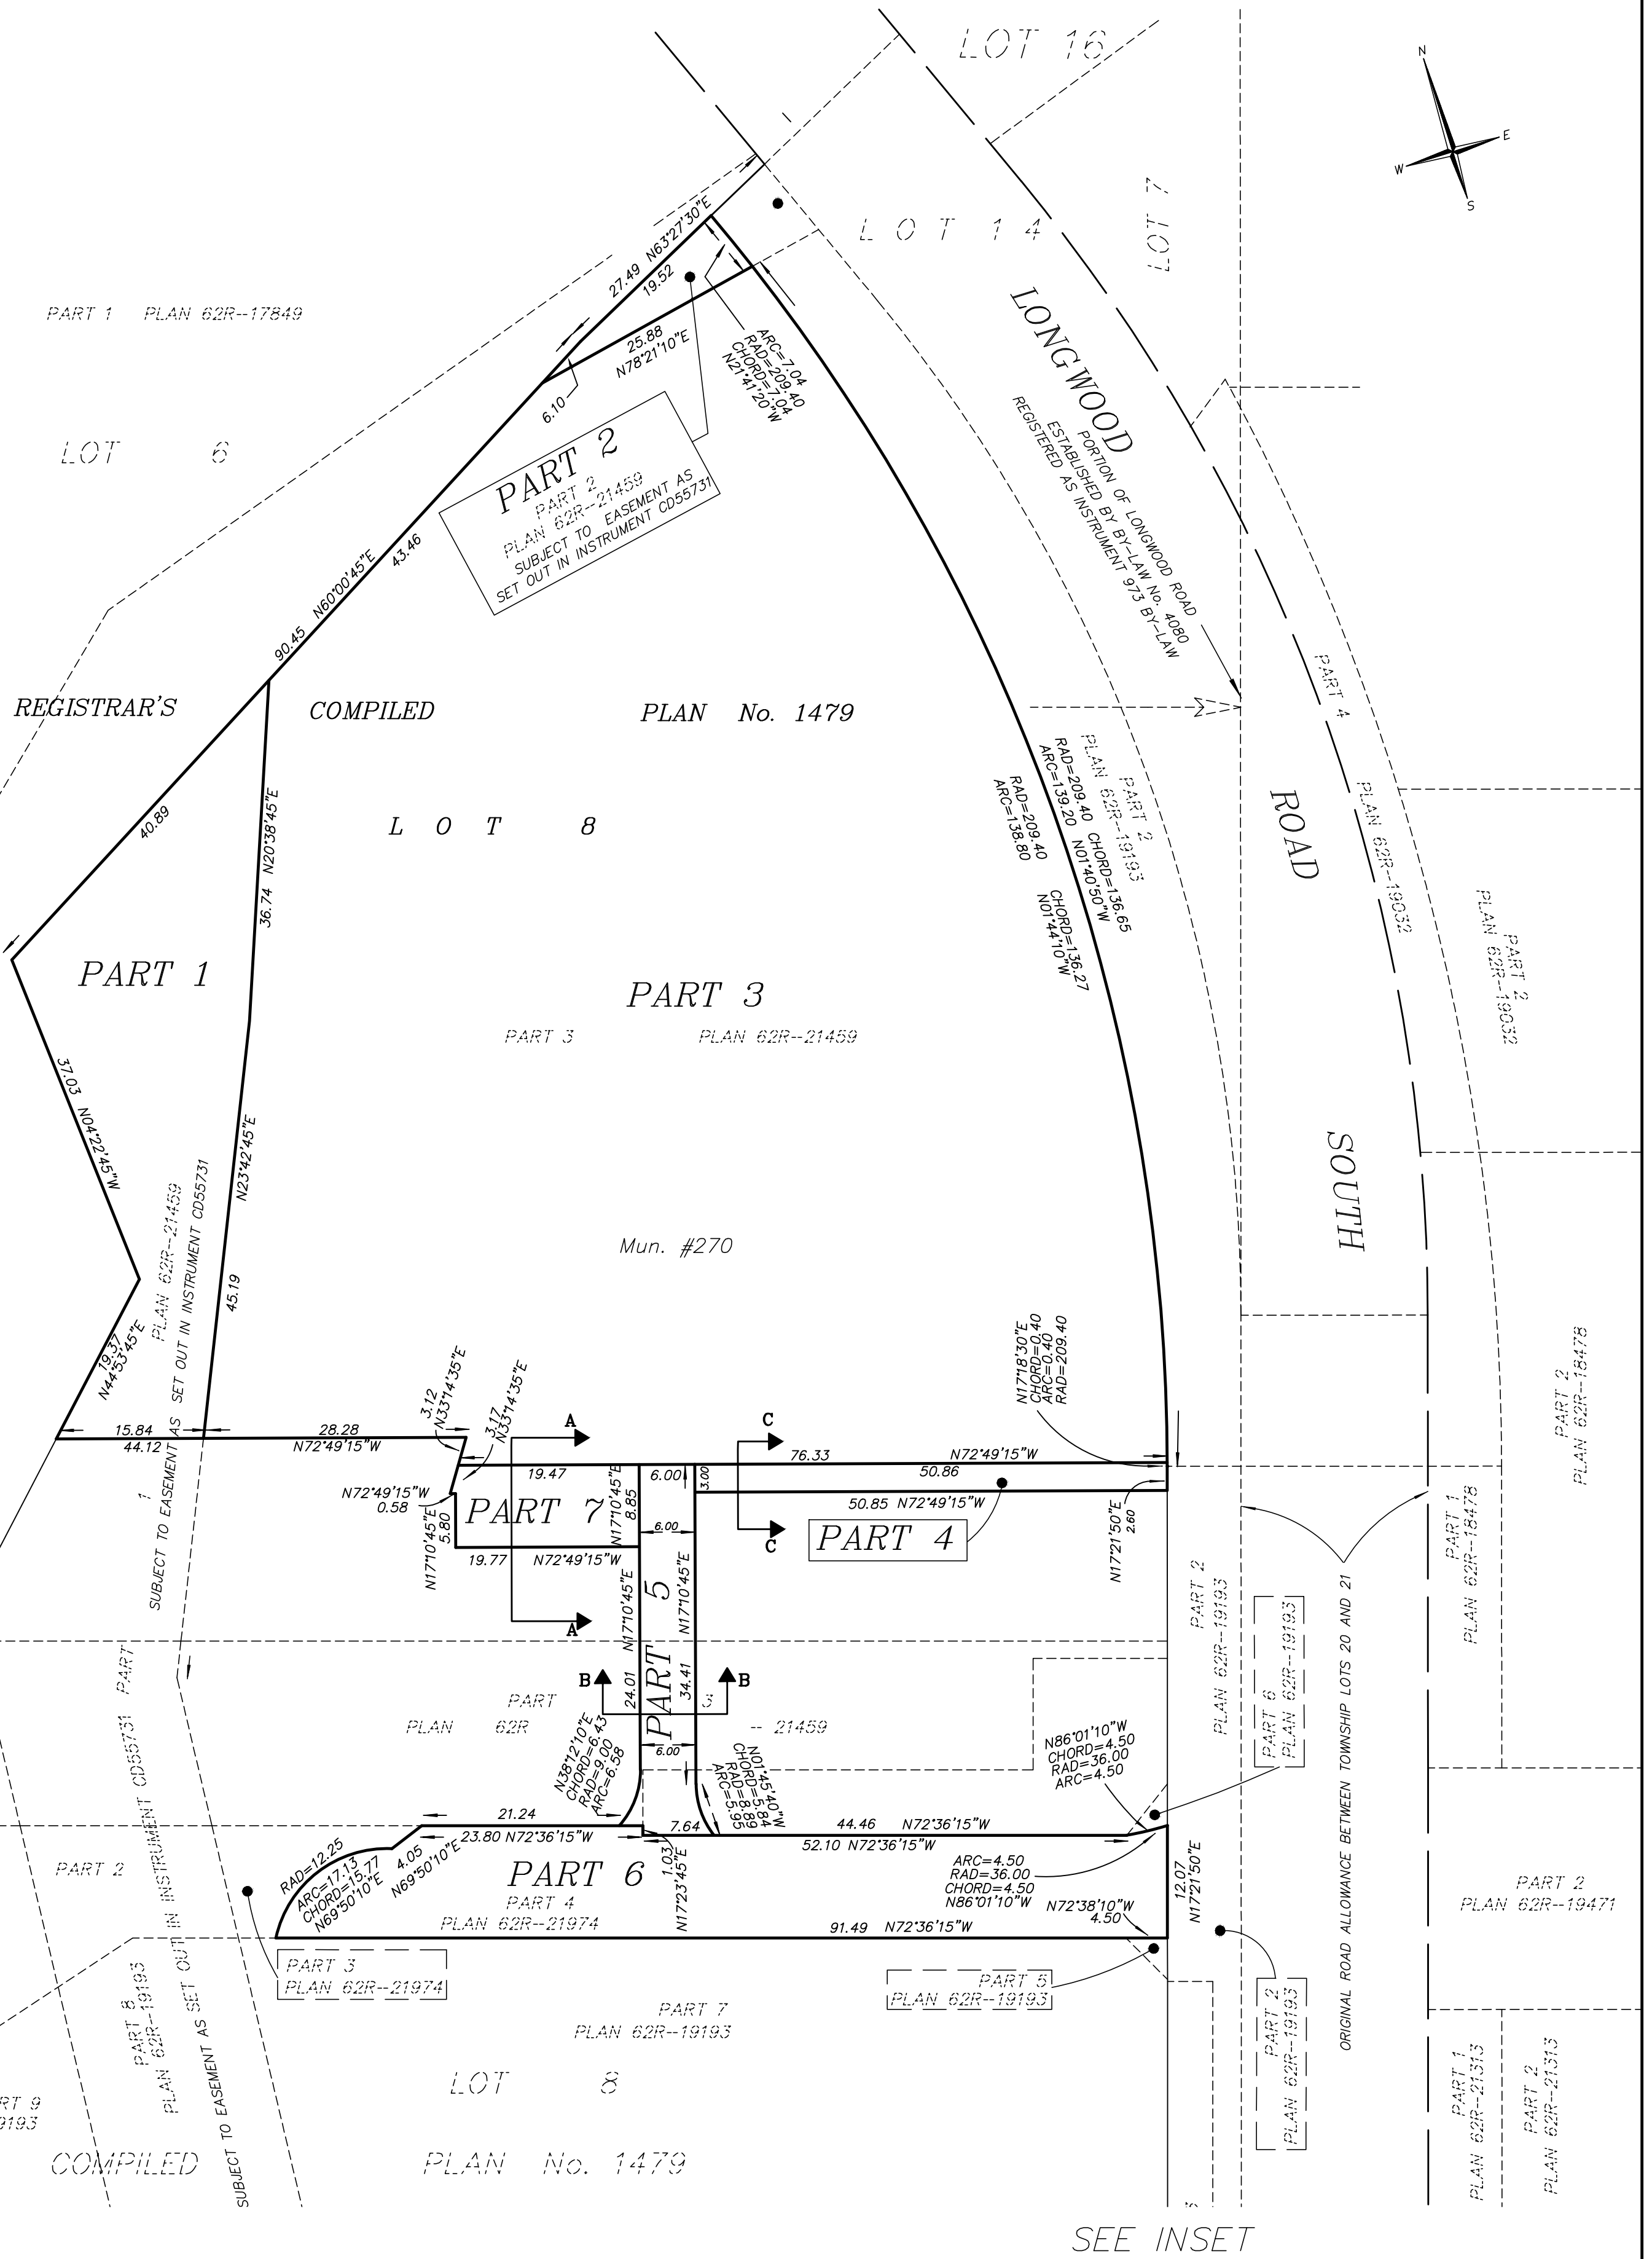 LOT 16
N
E
W
S
LOT 14
LOT 7
27.49 N63°27'30"E
19.52
25.88
N78°21'10"E
6.10
ARC=7.04
RAD=209.40
CHORD=7.04
N21°41'20"W
PART 1 PLAN 62R--17849
LOT 6
LONGWOOD
PORTION OF LONGWOOD ROAD
ESTABLISHED BY BY-LAW No. 4080
REGISTERED AS INSTRUMENT 973 BY-LAW
PART 2
PART 2
PLAN 62R--21459
SUBJECT TO EASEMENT AS
SET OUT IN INSTRUMENT CD55731
90.45 N60°00'45"E
43.46
REGISTRAR'S COMPILED PLAN No. 1479
PART 4
PLAN 62R--19032
40.89
36.74 N20°38'45"E
LOT 8
PART 2
PLAN 62R--19193
RAD=209.40 CHORD=136.65
ARC=139.20 N01°40'50"W
RAD=209.40 CHORD=136.27
ARC=138.80 N01°44'10"W
ROAD
PART 2
PLAN 62R--19032
PART 1
PART 3
PART 3 PLAN 62R--21459
37.03 N04°22'45"W
N23°42'45"E
45.19
SOUTH
Mun. #270
PLAN 62R--21459
1
PART
SUBJECT TO EASEMENT AS SET OUT IN INSTRUMENT CD55731
19.37
N44°53'45"E
15.84
44.12
28.28
N72°49'15"W
3.12
N33°14'35"E
3.17
N33°14'35"E
A
C
N17°18'30"E
CHORD=0.40
ARC=0.40
RAD=209.40
PART 2
PLAN 62R--18478
76.33 N72°49'15"W
19.47
6.00
3.00
50.86
50.85 N72°49'15"W
N72°49'15"W
0.58
PART 7
N17°10'45"E
8.85
N17°10'45"E
5.80
6.00
PART 4
C
N17°21'50"E
2.60
PART 1
PLAN 62R--18478
19.77 N72°49'15"W
A
PART 5
N17°10'45"E
24.01
N17°10'45"E
34.41
B
B
PART 3
PLAN 62R -- 21459
6.00
PART 2
PLAN 62R--19193
PART 6
PLAN 62R--19193
ORIGINAL ROAD ALLOWANCE BETWEEN TOWNSHIP LOTS 20 AND 21
N38°12'10"E
CHORD=6.43
RAD=9.00
ARC=6.58
N01°45'40"W
CHORD=5.84
RAD=8.89
ARC=5.95
N86°01'10"W
CHORD=4.50
RAD=36.00
ARC=4.50
21.24
23.80 N72°36'15"W
7.64
44.46 N72°36'15"W
52.10 N72°36'15"W
RAD=12.25
ARC=17.13
CHORD=15.77
N69°50'10"E
4.05
N69°50'10"E
PART 6
PART 4
PLAN 62R--21974
1.03
N17°23'45"E
ARC=4.50
RAD=36.00
CHORD=4.50
N86°01'10"W
N72°38'10"W
4.50
12.07
N17°21'50"E
91.49 N72°36'15"W
PART 2
PART 2
PLAN 62R--19471
PART 3
PLAN 62R--21974
PART 5
PLAN 62R--19193
PART 7
PLAN 62R--19193
PART 2
PLAN 62R--19193
PART 8
PLAN 62R--19193
SUBJECT TO EASEMENT AS SET OUT IN INSTRUMENT CD55731
LOT 8
RT 9
9193
COMPILED PLAN No. 1479
PART 1
PLAN 62R--21313
PART 2
PLAN 62R--21313
SEE INSET